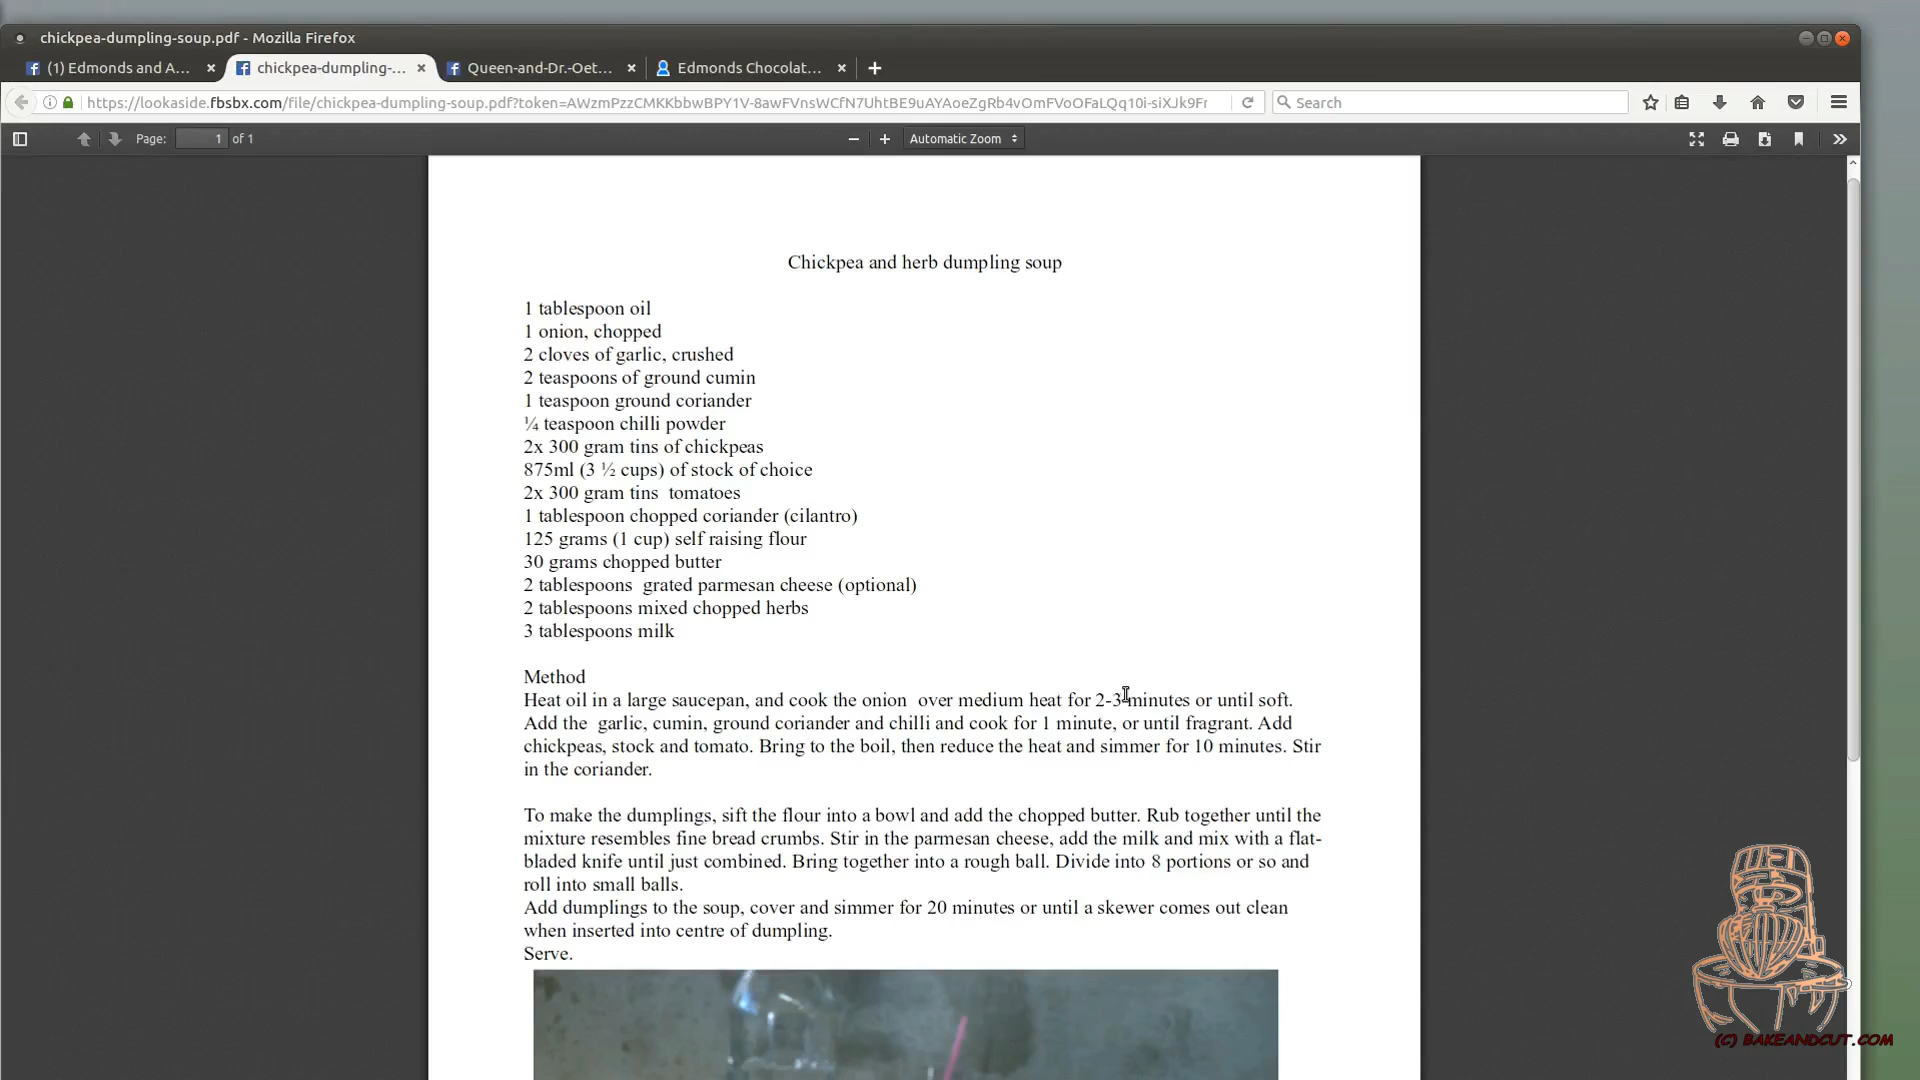 chickpea-dumpling-soup.pdf - Mozilla Firefox
(1) Edmonds and A...
chickpea-dumpling-...
Queen-and-Dr.-Oet...
Edmonds Chocolat...
https://lookaside.fbsbx.com/file/chickpea-dumpling-soup.pdf?token=AWzmPzzCMKKbbwBPY1V-8awFVnsWCfN7UhtBE9uAYAoeZgRb4vOmFVoOFaLQq10i-siXJk9Fr
Search
Page:
1
of 1
Automatic Zoom
Chickpea and herb dumpling soup
1 tablespoon oil
1 onion, chopped
2 cloves of garlic, crushed
2 teaspoons of ground cumin
1 teaspoon ground coriander
¼ teaspoon chilli powder
2x 300 gram tins of chickpeas
875ml (3 ½ cups) of stock of choice
2x 300 gram tins  tomatoes
1 tablespoon chopped coriander (cilantro)
125 grams (1 cup) self raising flour
30 grams chopped butter
2 tablespoons  grated parmesan cheese (optional)
2 tablespoons mixed chopped herbs
3 tablespoons milk
Method
Heat oil in a large saucepan, and cook the onion  over medium heat for 2-3 minutes or until soft.
Add the  garlic, cumin, ground coriander and chilli and cook for 1 minute, or until fragrant. Add
chickpeas, stock and tomato. Bring to the boil, then reduce the heat and simmer for 10 minutes. Stir
in the coriander.
To make the dumplings, sift the flour into a bowl and add the chopped butter. Rub together until the
mixture resembles fine bread crumbs. Stir in the parmesan cheese, add the milk and mix with a flat-
bladed knife until just combined. Bring together into a rough ball. Divide into 8 portions or so and
roll into small balls.
Add dumplings to the soup, cover and simmer for 20 minutes or until a skewer comes out clean
when inserted into centre of dumpling.
Serve.
(C) BAKEANDCUT.COM